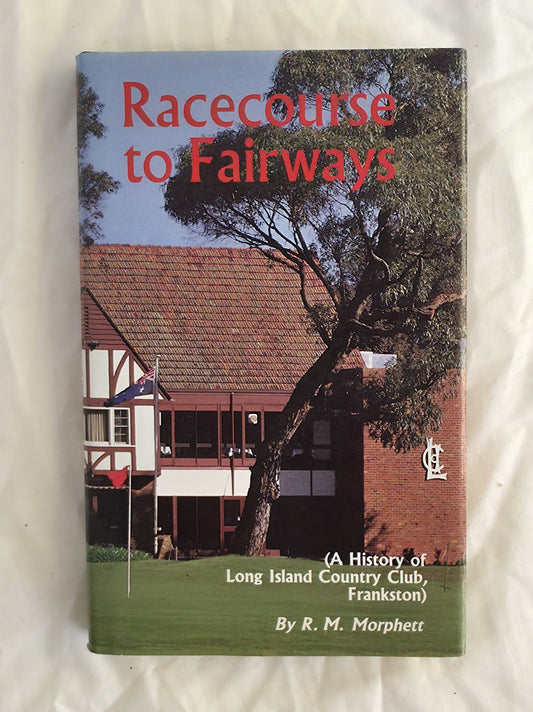 Racecourse
to Fairways
(A History of
Long Island Country Club,
Frankston)
By R. M. Morphett